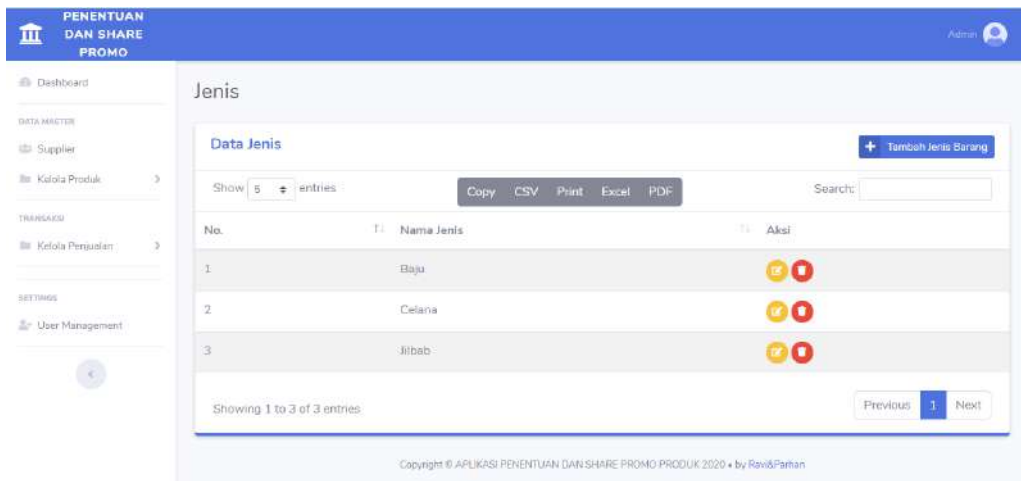 PENENTUAN
DAN SHARE
PROMO
Admin
Dashboard
DATA MASTER
Supplier
Kelola Produk
TRANSAKSI
Kelola Penjualan
SETTINGS
User Management
Jenis
Data Jenis
Tambah Jenis Barang
Show 5 entries
Copy CSV Print Excel PDF
Search:
No. Nama Jenis Aksi
1 Baju
2 Celana
3 Jilbab
Showing 1 to 3 of 3 entries
Previous 1 Next
Copyright © APLIKASI PENENTUAN DAN SHARE PROMO PRODUK 2020 • by Ravi&Parhan